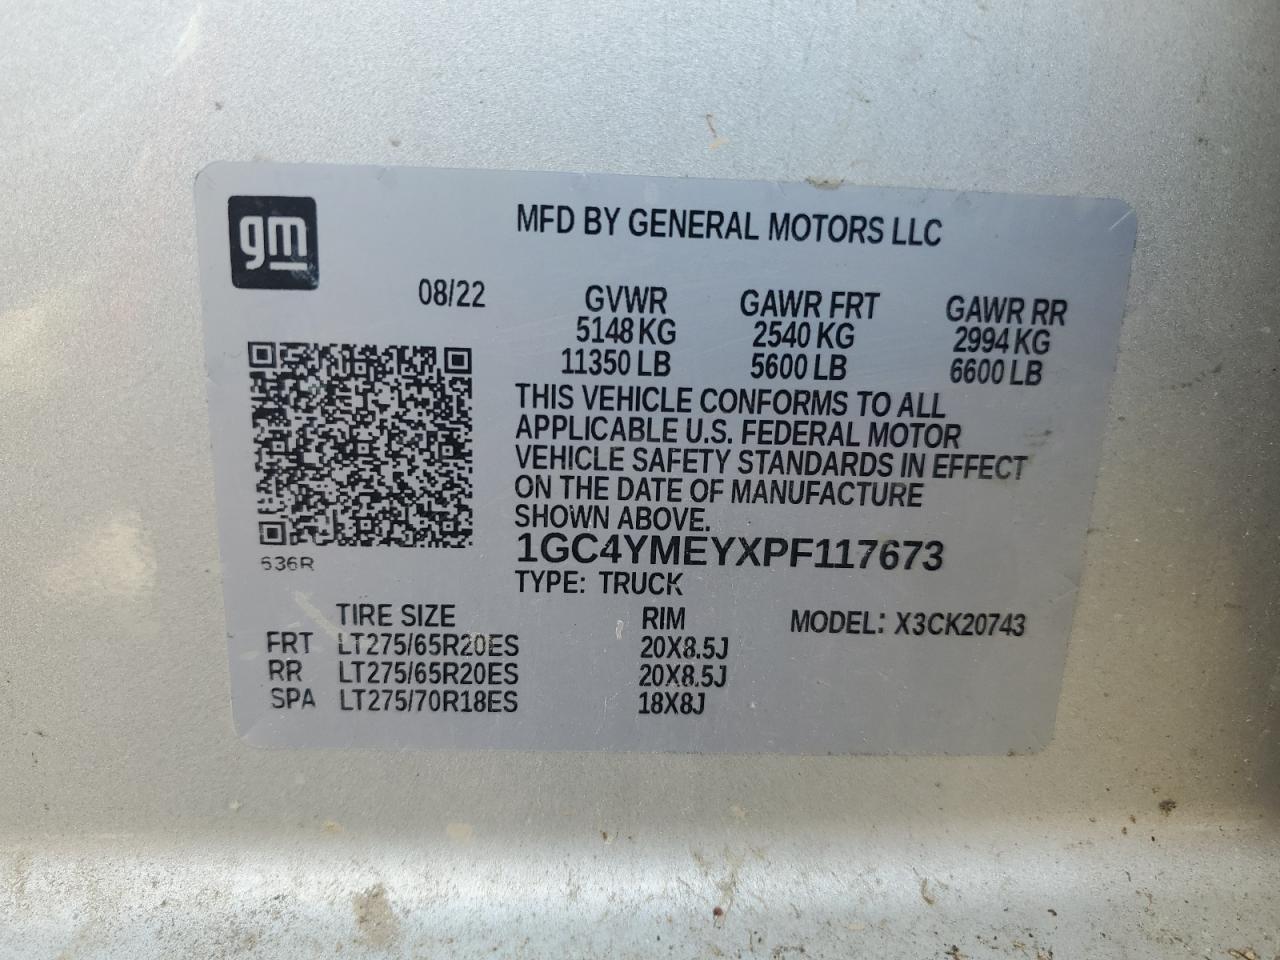 gm
MFD BY GENERAL MOTORS LLC
08/22
GVWR GAWR FRT GAWR RR
5148 KG 2540 KG 2994 KG
11350 LB 5600 LB 6600 LB
THIS VEHICLE CONFORMS TO ALL
APPLICABLE U.S. FEDERAL MOTOR
VEHICLE SAFETY STANDARDS IN EFFECT
ON THE DATE OF MANUFACTURE
SHOWN ABOVE.
1GC4YMEYXPF117673
TYPE: TRUCK
636R
TIRE SIZE RIM MODEL: X3CK20743
FRT LT275/65R20ES 20X8.5J
RR LT275/65R20ES 20X8.5J
SPA LT275/70R18ES 18X8J